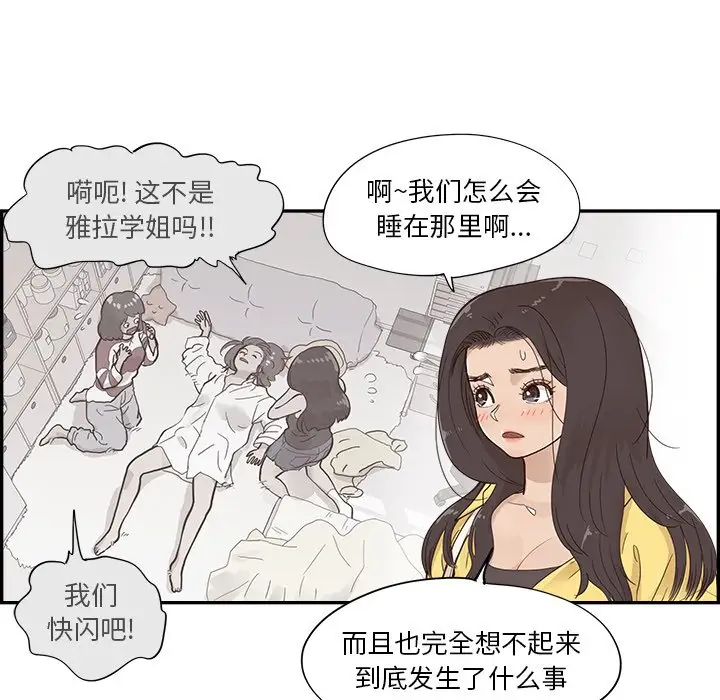 嗬呃! 这不是
雅拉学姐吗!!
啊~我们怎么会
睡在那里啊...
我们
快闪吧!
而且也完全想不起来
到底发生了什么事